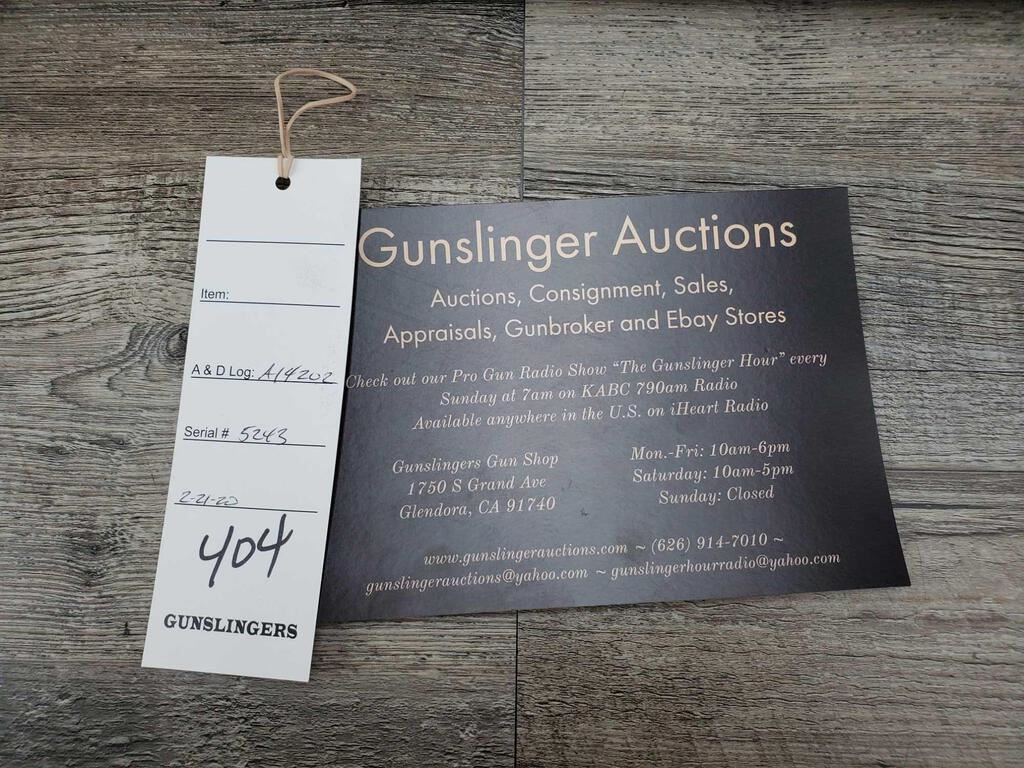 Item:
A & D Log: A14202
Serial # 5243
2-21-20
404
GUNSLINGERS
Gunslinger Auctions
Auctions, Consignment, Sales,
Appraisals, Gunbroker and Ebay Stores
Check out our Pro Gun Radio Show "The Gunslinger Hour" every
Sunday at 7am on KABC 790am Radio
Available anywhere in the U.S. on iHeart Radio
Gunslingers Gun Shop
1750 S Grand Ave
Glendora, CA 91740
Mon.-Fri: 10am-6pm
Saturday: 10am-5pm
Sunday: Closed
www.gunslingerauctions.com ~ (626) 914-7010 ~
gunslingerauctions@yahoo.com ~ gunslingerhourradio@yahoo.com